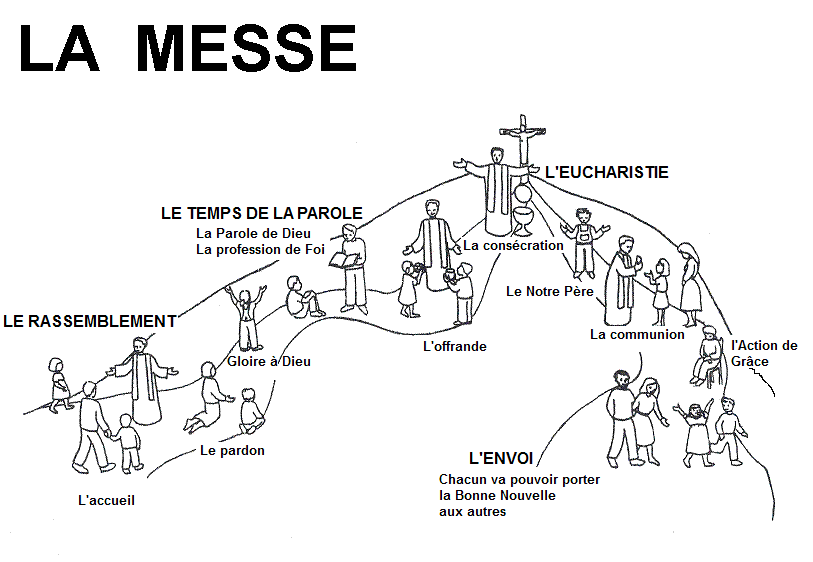 LA MESSE
LE RASSEMBLEMENT
L'accueil
Le pardon
Gloire à Dieu
LE TEMPS DE LA PAROLE
La Parole de Dieu
La profession de Foi
L'offrande
L'EUCHARISTIE
La consécration
Le Notre Père
La communion
l'Action de
Grâce
L'ENVOI
Chacun va pouvoir porter
la Bonne Nouvelle
aux autres